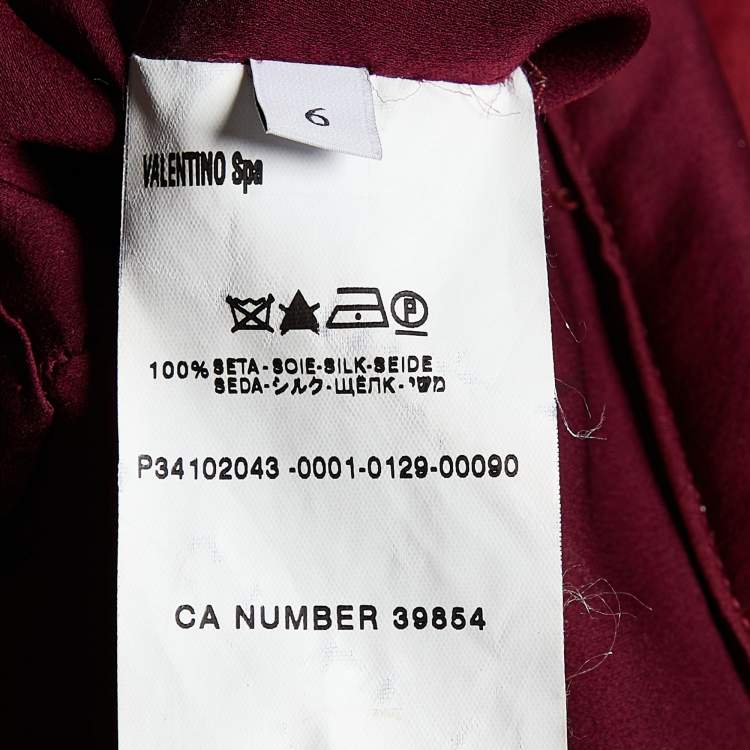 6
VALENTINO Spa
P
100% SETA-SOIE-SILK-SEIDE
SEDA-シルク-ЩЁЛК-משי
P34102043 -0001-0129-00090
CA NUMBER 39854